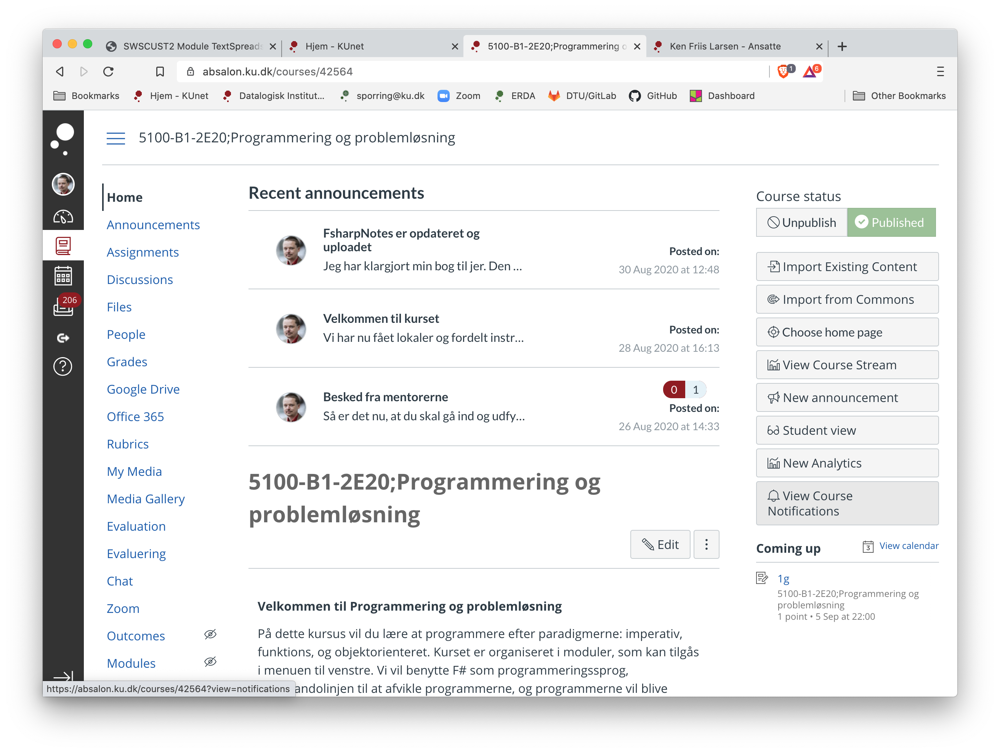 SWSCUST2 Module TextSpreads
Hjem - KUnet
5100-B1-2E20;Programmering o
Ken Friis Larsen - Ansatte
absalon.ku.dk/courses/42564
1
6
Bookmarks
Hjem - KUnet
Datalogisk Institut...
sporring@ku.dk
Zoom
ERDA
DTU/GitLab
GitHub
Dashboard
Other Bookmarks
5100-B1-2E20;Programmering og problemløsning
206
Home
Announcements
Assignments
Discussions
Files
People
Grades
Google Drive
Office 365
Rubrics
My Media
Media Gallery
Evaluation
Evaluering
Chat
Zoom
Outcomes
Modules
https://absalon.ku.dk/courses/42564?view=notifications
Recent announcements
FsharpNotes er opdateret og
uploadet
Jeg har klargjort min bog til jer. Den ...
Posted on:
30 Aug 2020 at 12:48
Velkommen til kurset
Vi har nu fået lokaler og fordelt instr...
Posted on:
28 Aug 2020 at 16:13
Besked fra mentorerne
Så er det nu, at du skal gå ind og udfy...
0 1
Posted on:
26 Aug 2020 at 14:33
5100-B1-2E20;Programmering og
problemløsning
Edit
Velkommen til Programmering og problemløsning
På dette kursus vil du lære at programmere efter paradigmerne: imperativ,
funktions, og objektorienteret. Kurset er organiseret i moduler, som kan tilgås
i menuen til venstre. Vi vil benytte F# som programmeringssprog,
andolinjen til at afvikle programmerne, og programmerne vil blive
Course status
Unpublish
Published
Import Existing Content
Import from Commons
Choose home page
View Course Stream
New announcement
Student view
New Analytics
View Course
Notifications
Coming up
3
View calendar
1g
5100-B1-2E20;Programmering og
problemløsning
1 point • 5 Sep at 22:00